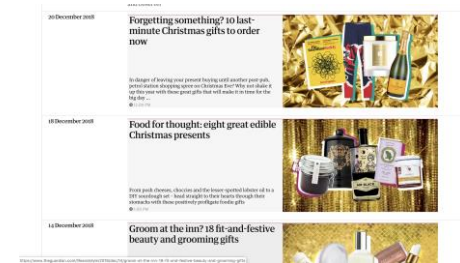 20 December 2018
Forgetting something? 10 last-
minute Christmas gifts to order
now
In danger of leaving your present buying until another post-pub,
petrol station shopping spree on Christmas Eve? Why not shake it
up this year with these great gifts that will make it in time for the
big day ...
18 December 2018
Food for thought: eight great edible
Christmas presents
From posh cheeses, choccies and the lesser-spotted lobster oil to a
DIY sourdough set – head straight to their hearts through their
stomachs with these positively profligate foodie gifts
14 December 2018
Groom at the inn? 18 fit-and-festive
beauty and grooming gifts